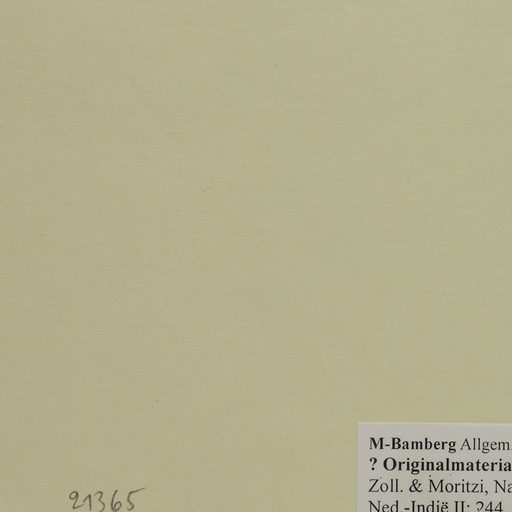 M-Bamberg Allgem.
? Originalmateria
Zoll. & Moritzi, Na
Ned.-Indië II: 244
21365